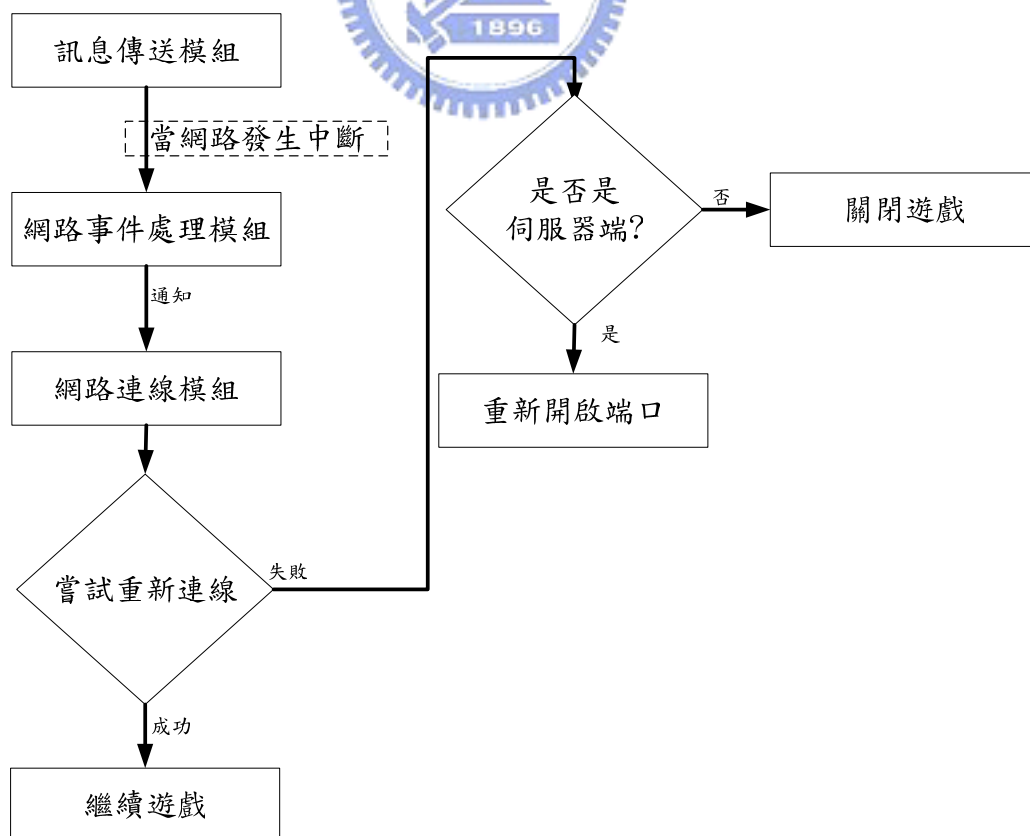 1896
訊息傳送模組
當網路發生中斷
網路事件處理模組
通知
網路連線模組
嘗試重新連線
失敗
成功
繼續遊戲
是否是
伺服器端?
否
關閉遊戲
是
重新開啟端口